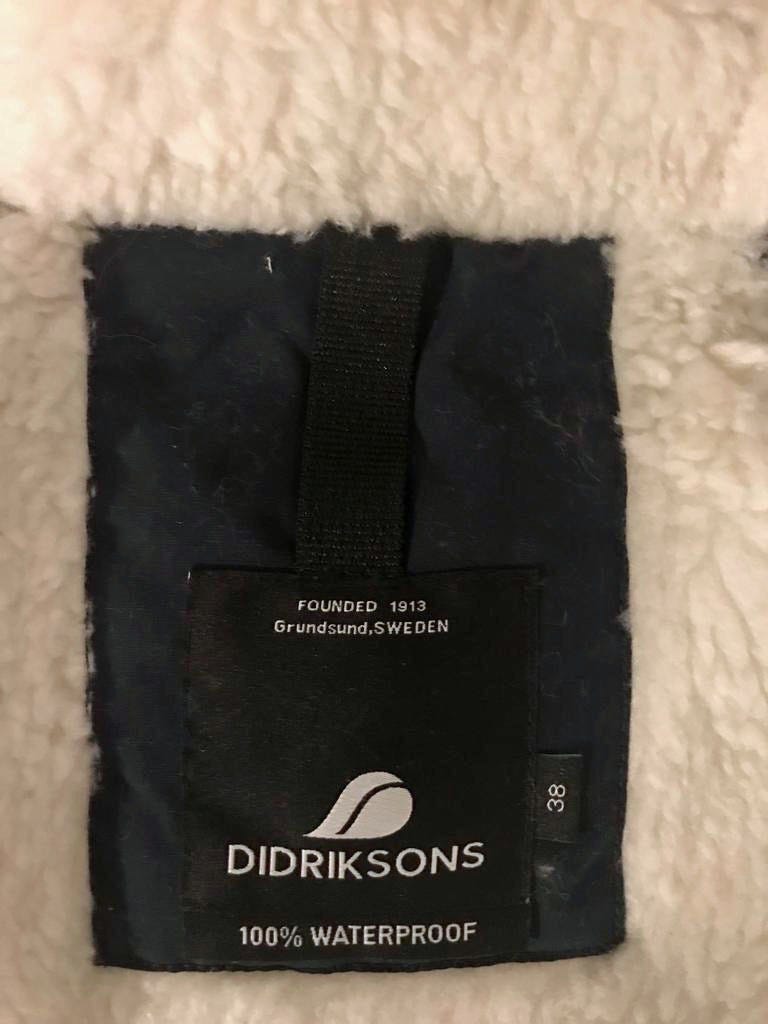 FOUNDED 1913
Grundsund,SWEDEN
38
DIDRIKSONS
100% WATERPROOF